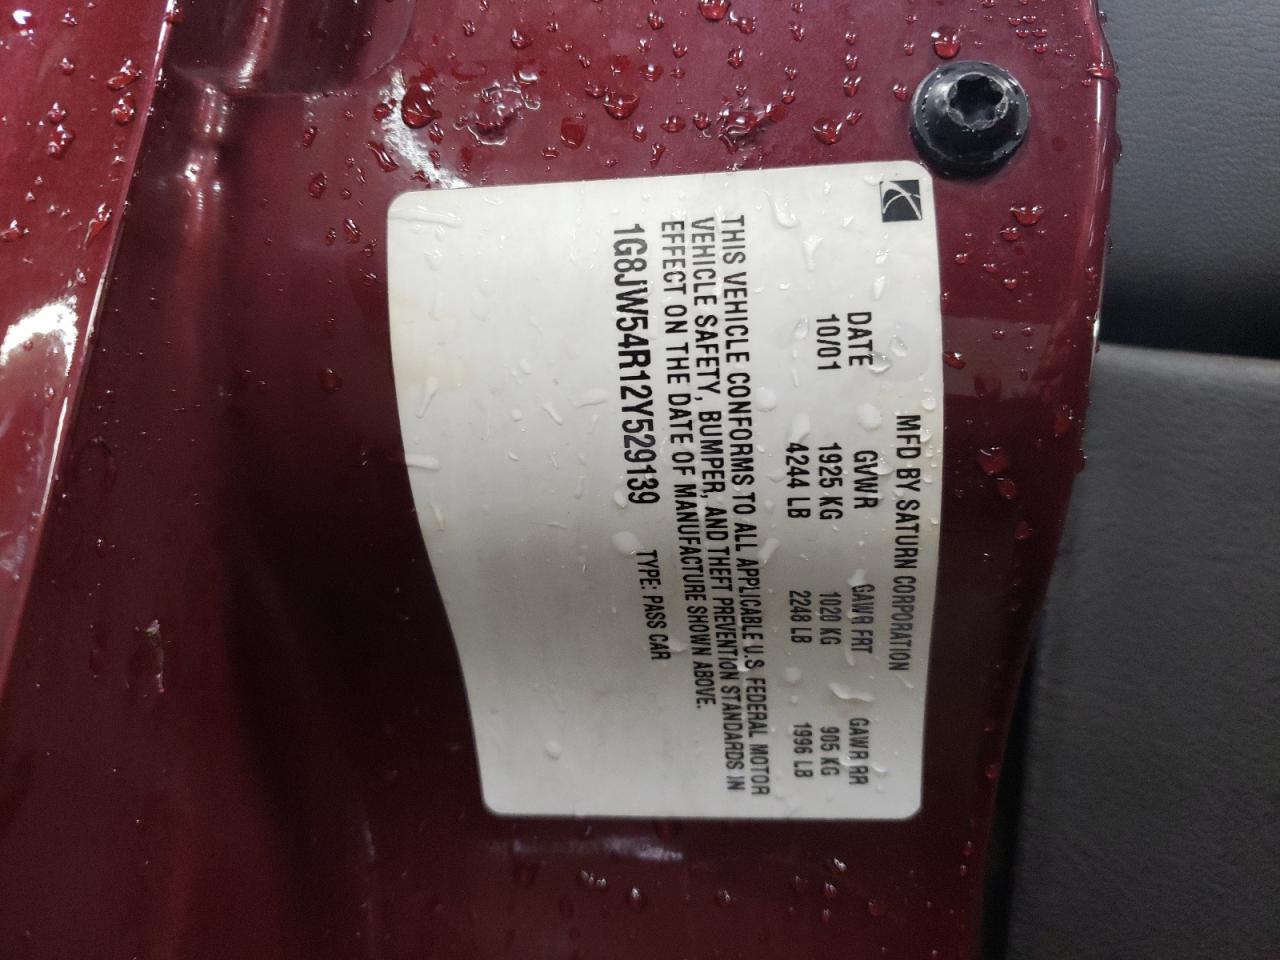 MFD BY SATURN CORPORATION
DATE GVWR GAWR FRT GAWR RR
10/01 1925 KG 1020 KG 905 KG
4244 LB 2248 LB 1996 LB
THIS VEHICLE CONFORMS TO ALL APPLICABLE U.S. FEDERAL MOTOR
VEHICLE SAFETY, BUMPER, AND THEFT PREVENTION STANDARDS IN
EFFECT ON THE DATE OF MANUFACTURE SHOWN ABOVE.
1G8JW54R12Y529139 TYPE: PASS CAR